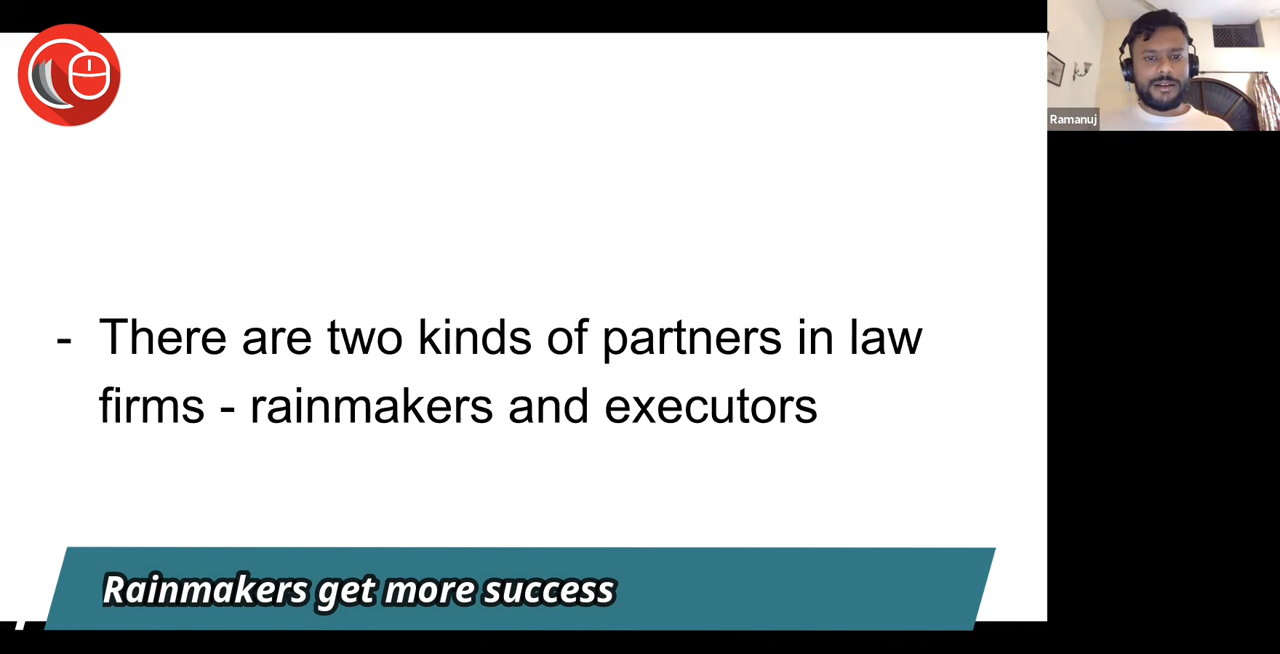 Ramanuj
- There are two kinds of partners in law
firms - rainmakers and executors
Rainmakers get more success